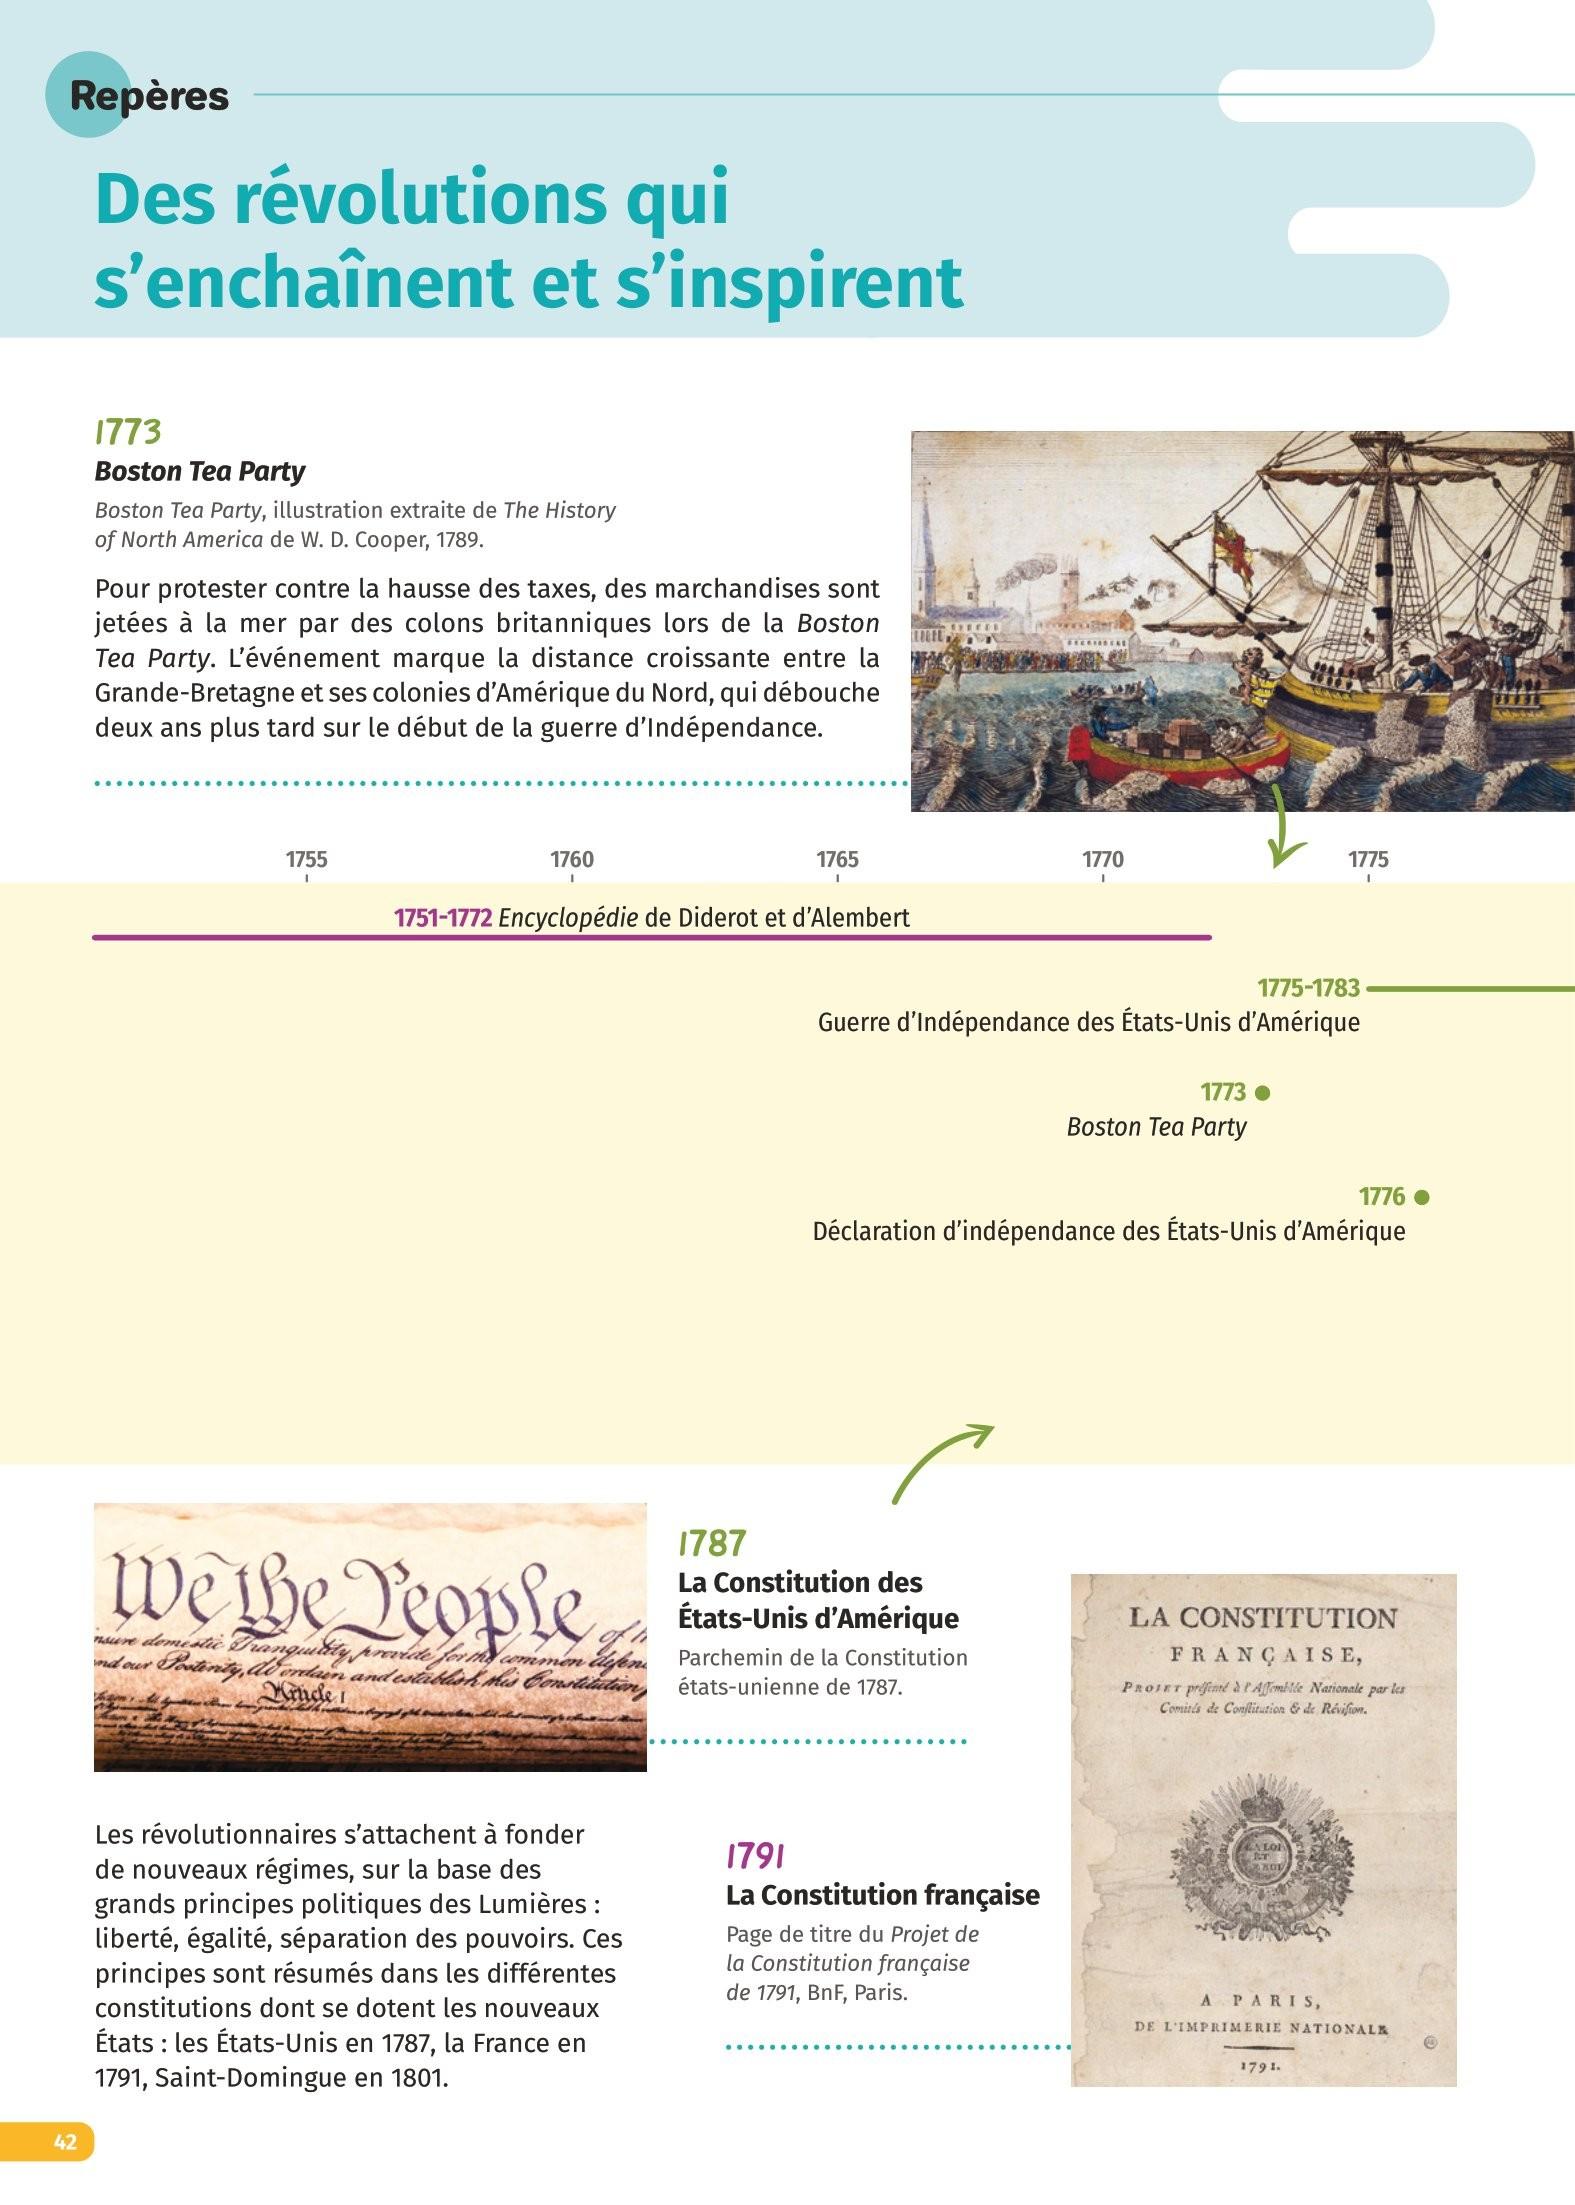 Repères
Des révolutions qui
s’enchaînent et s’inspirent
1773
Boston Tea Party
Boston Tea Party, illustration extraite de The History
of North America de W. D. Cooper, 1789.
Pour protester contre la hausse des taxes, des marchandises sont
jetées à la mer par des colons britanniques lors de la Boston
Tea Party. L’événement marque la distance croissante entre la
Grande-Bretagne et ses colonies d’Amérique du Nord, qui débouche
deux ans plus tard sur le début de la guerre d’Indépendance.
1755 1760 1765 1770 1775
1751-1772 Encyclopédie de Diderot et d’Alembert
1775-1783
Guerre d’Indépendance des États-Unis d’Amérique
1773
Boston Tea Party
1776
Déclaration d’indépendance des États-Unis d’Amérique
We the People
of
insure domestic Tranquility, provide for the common defen
and our Posterity, do ordain and establish this Constitution
Article I
1787
La Constitution des
États-Unis d’Amérique
Parchemin de la Constitution
états-unienne de 1787.
Les révolutionnaires s’attachent à fonder
de nouveaux régimes, sur la base des
grands principes politiques des Lumières :
liberté, égalité, séparation des pouvoirs. Ces
principes sont résumés dans les différentes
constitutions dont se dotent les nouveaux
États : les États-Unis en 1787, la France en
1791, Saint-Domingue en 1801.
1791
La Constitution française
Page de titre du Projet de
la Constitution française
de 1791, BnF, Paris.
LA CONSTITUTION
FRANÇAISE,
PROJET présenté à l'Assemblée Nationale par les
Comités de Constitution & de Révision.
LA LOI
ET
LE ROI
A PARIS,
DE L'IMPRIMERIE NATIONALE
1791.
42